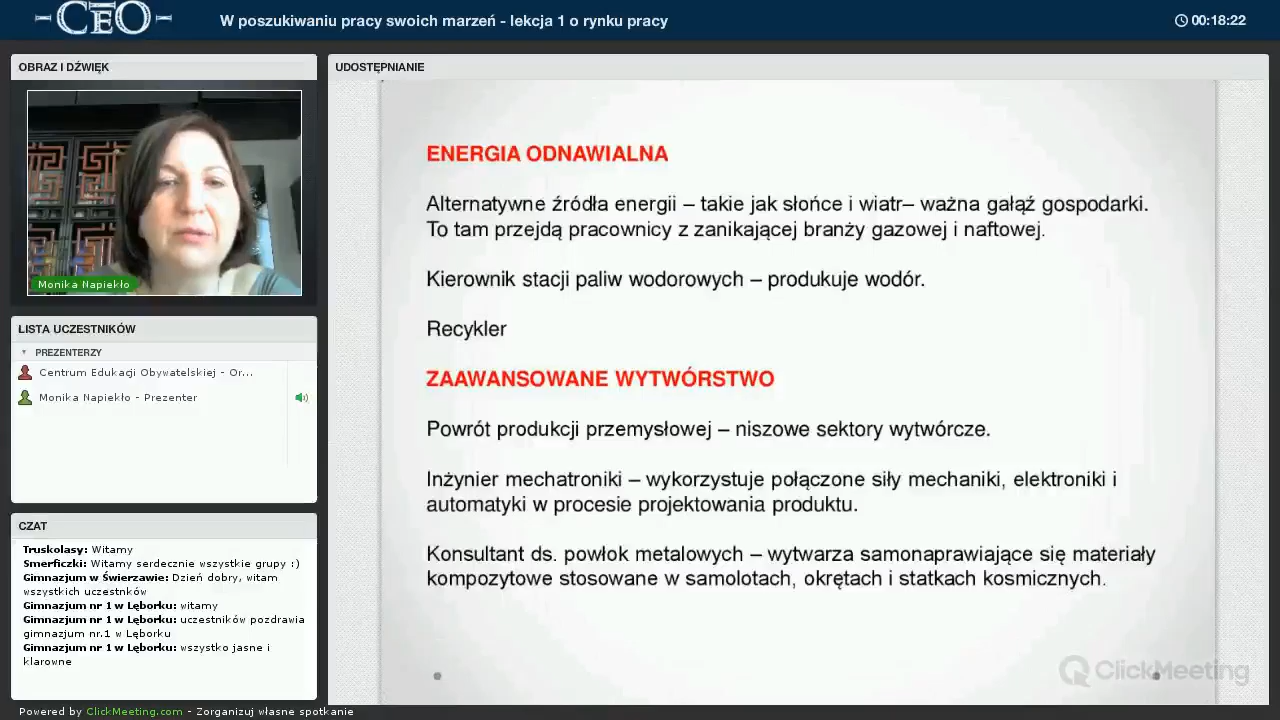 CEO
W poszukiwaniu pracy swoich marzeń - lekcja 1 o rynku pracy
00:18:22
OBRAZ I DŹWIĘK
Monika Napiekło
LISTA UCZESTNIKÓW
PREZENTERZY
Centrum Edukacji Obywatelskiej - Or...
Monika Napiekło - Prezenter
CZAT
Truskolasy: Witamy
Smerficzki: Witamy serdecznie wszystkie grupy :)
Gimnazjum w Świerzawie: Dzień dobry, witam
wszystkich uczestnków
Gimnazjum nr 1 w Lęborku: witamy
Gimnazjum nr 1 w Lęborku: uczestników pozdrawia
gimnazjum nr.1 w Lęborku
Gimnazjum nr 1 w Lęborku: wszystko jasne i
klarowne
UDOSTĘPNIANIE
ENERGIA ODNAWIALNA
Alternatywne źródła energii – takie jak słońce i wiatr– ważna gałąź gospodarki.
To tam przejdą pracownicy z zanikającej branży gazowej i naftowej.
Kierownik stacji paliw wodorowych – produkuje wodór.
Recykler
ZAAWANSOWANE WYTWÓRSTWO
Powrót produkcji przemysłowej – niszowe sektory wytwórcze.
Inżynier mechatroniki – wykorzystuje połączone siły mechaniki, elektroniki i
automatyki w procesie projektowania produktu.
Konsultant ds. powłok metalowych – wytwarza samonaprawiające się materiały
kompozytowe stosowane w samolotach, okrętach i statkach kosmicznych.
ClickMeeting
Powered by ClickMeeting.com - Zorganizuj własne spotkanie